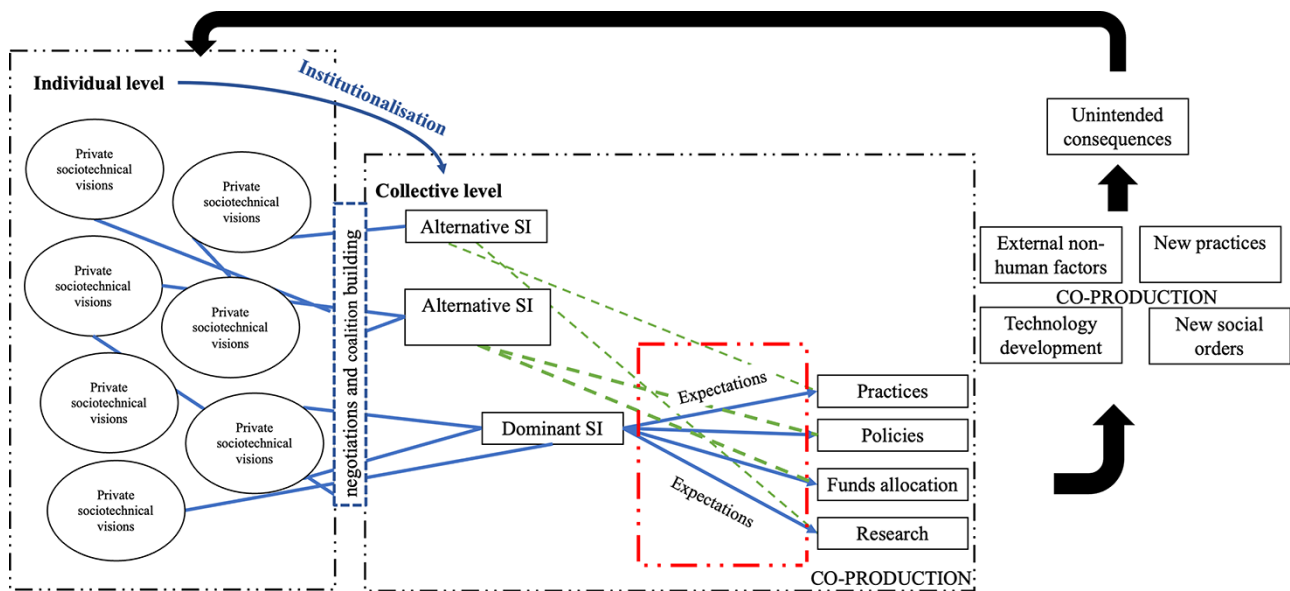 Individual level
Institutionalisation
Private
sociotechnical
visions
Private
sociotechnical
visions
Private
sociotechnical
visions
Private
sociotechnical
visions
Private
sociotechnical
visions
Private
sociotechnical
visions
Private
sociotechnical
visions
negotiations and coalition building
Collective level
Alternative SI
Alternative SI
Dominant SI
Expectations
Expectations
Practices
Policies
Funds allocation
Research
CO-PRODUCTION
Unintended
consequences
External non-
human factors
New practices
CO-PRODUCTION
Technology
development
New social
orders